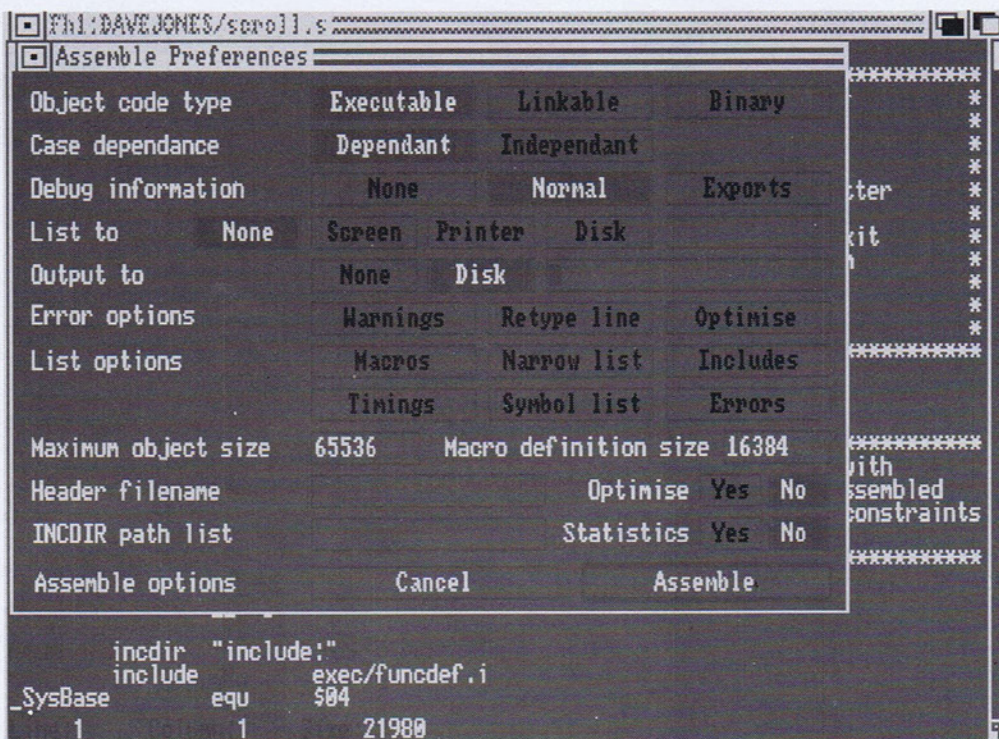 Fh1:DAVEJONES/scroll.s
Assemble Preferences
Object code type Executable Linkable Binary
Case dependance Dependant Independant
Debug information None Normal Exports
List to None Screen Printer Disk
Output to None Disk
Error options Warnings Retype line Optimise
List options Macros Narrow list Includes
Timings Symbol list Errors
Maximum object size 65536 Macro definition size 16384
Header filename Optimise Yes No
INCDIR path list Statistics Yes No
Assemble options Cancel Assemble
***********
*
*
*
*
tter *
*
xit *
*
*
*
*
***********
***********
with
ssembled
constraints
***********
incdir "include:"
include exec/funcdef.i
_SysBase equ $04
1 1 21980